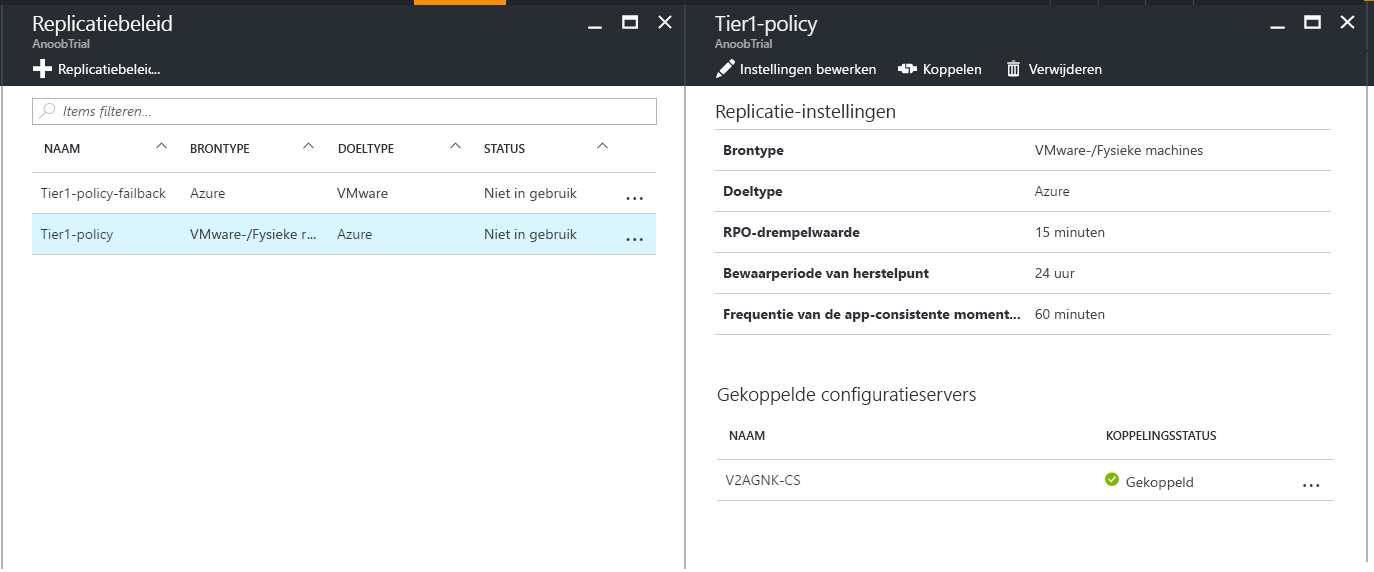 Replicatiebeleid
AnoobTrial
Replicatiebeleic...
Items filteren...
NAAM BRONTYPE DOELTYPE STATUS
Tier1-policy-failback Azure VMware Niet in gebruik ...
Tier1-policy VMware-/Fysieke r... Azure Niet in gebruik ...
Tier1-policy
AnoobTrial
Instellingen bewerken Koppelen Verwijderen
Replicatie-instellingen
Brontype VMware-/Fysieke machines
Doeltype Azure
RPO-drempelwaarde 15 minuten
Bewaarperiode van herstelpunt 24 uur
Frequentie van de app-consistente moment... 60 minuten
Gekoppelde configuratieservers
NAAM KOPPELINGSSTATUS
V2AGNK-CS Gekoppeld ...